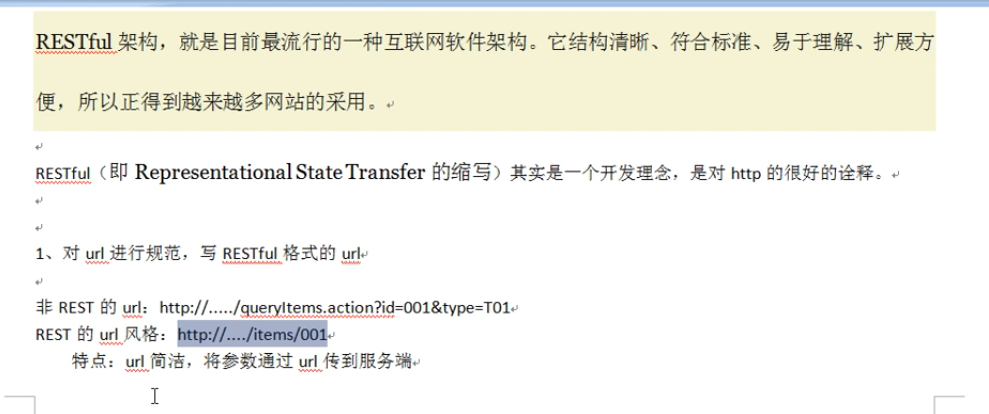 RESTful 架构，就是目前最流行的一种互联网软件架构。它结构清晰、符合标准、易于理解、扩展方
便，所以正得到越来越多网站的采用。
RESTful（即 Representational State Transfer 的缩写）其实是一个开发理念，是对 http 的很好的诠释。
1、对 url 进行规范，写 RESTful 格式的 url
非 REST 的 url：http://...../queryItems.action?id=001&type=T01
REST 的 url 风格：http://..../items/001
特点：url 简洁，将参数通过 url 传到服务端